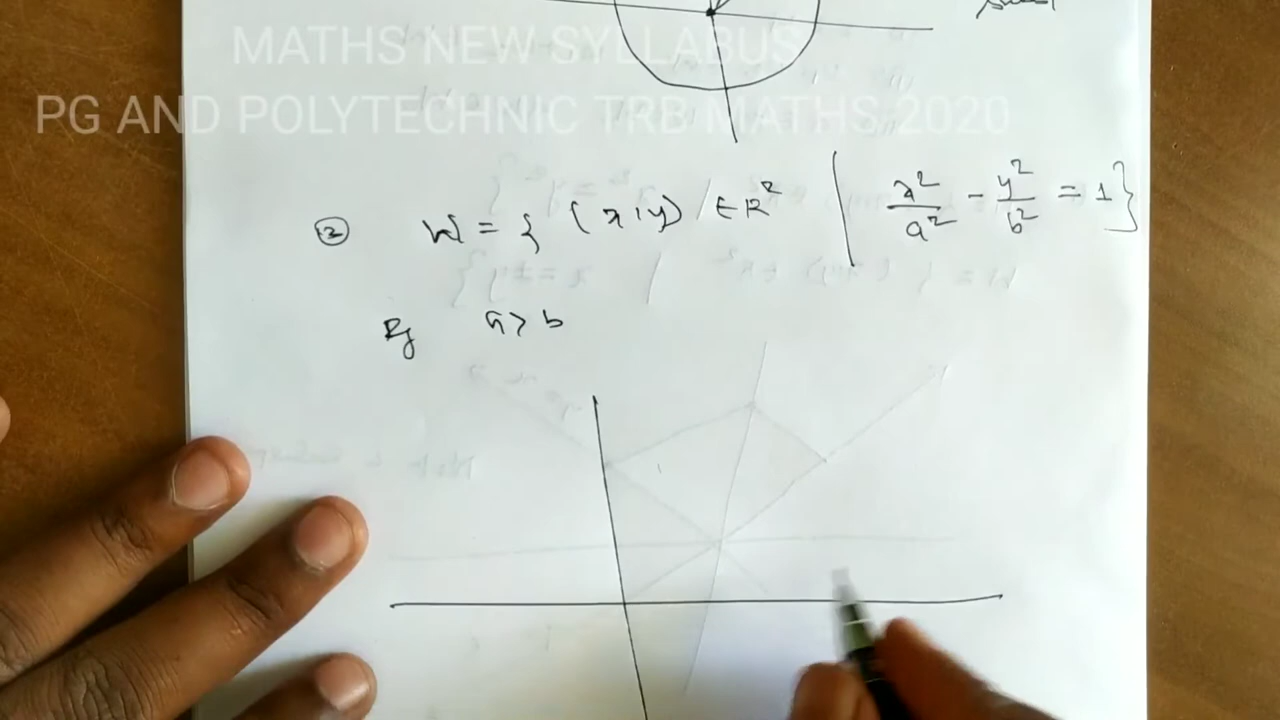 MATHS NEW SYLLABUS
PG AND POLYTECHNIC TRB MATHS 2020
② W = { (x, y) / ∈ R² | x²/a² - y²/b² = 1 }
a > b